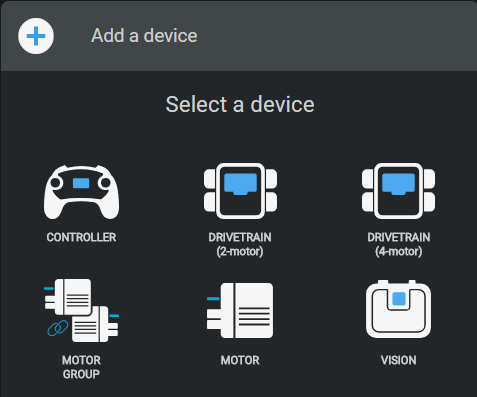 Add a device
Select a device
CONTROLLER
DRIVETRAIN
(2-motor)
DRIVETRAIN
(4-motor)
MOTOR
GROUP
MOTOR
VISION